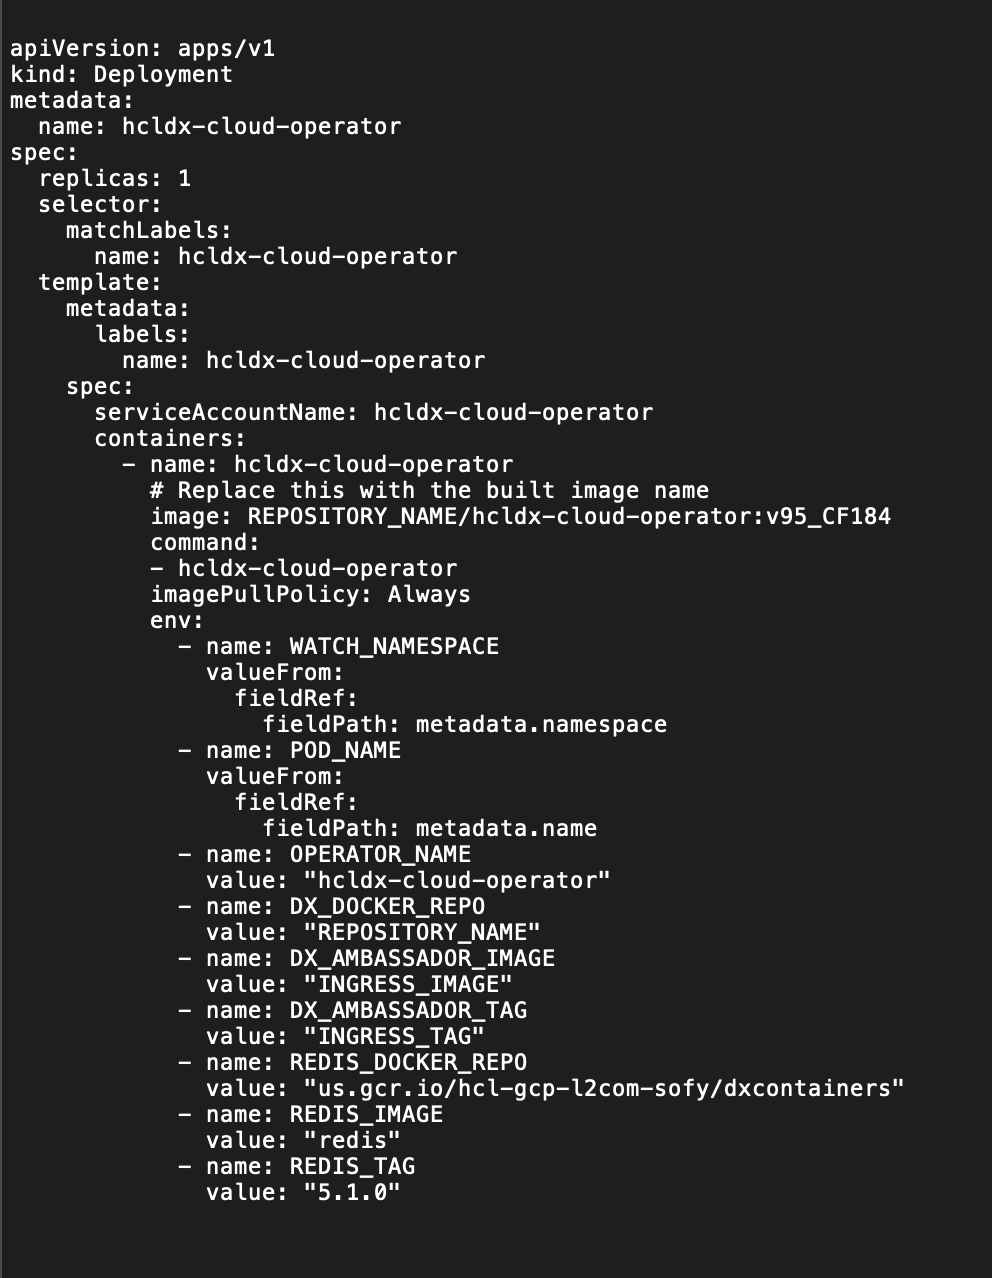 apiVersion: apps/v1
kind: Deployment
metadata:
  name: hcldx-cloud-operator
spec:
  replicas: 1
  selector:
    matchLabels:
      name: hcldx-cloud-operator
  template:
    metadata:
      labels:
        name: hcldx-cloud-operator
    spec:
      serviceAccountName: hcldx-cloud-operator
      containers:
        - name: hcldx-cloud-operator
          # Replace this with the built image name
          image: REPOSITORY_NAME/hcldx-cloud-operator:v95_CF184
          command:
          - hcldx-cloud-operator
          imagePullPolicy: Always
          env:
            - name: WATCH_NAMESPACE
              valueFrom:
                fieldRef:
                  fieldPath: metadata.namespace
            - name: POD_NAME
              valueFrom:
                fieldRef:
                  fieldPath: metadata.name
            - name: OPERATOR_NAME
              value: "hcldx-cloud-operator"
            - name: DX_DOCKER_REPO
              value: "REPOSITORY_NAME"
            - name: DX_AMBASSADOR_IMAGE
              value: "INGRESS_IMAGE"
            - name: DX_AMBASSADOR_TAG
              value: "INGRESS_TAG"
            - name: REDIS_DOCKER_REPO
              value: "us.gcr.io/hcl-gcp-l2com-sofy/dxcontainers"
            - name: REDIS_IMAGE
              value: "redis"
            - name: REDIS_TAG
              value: "5.1.0"